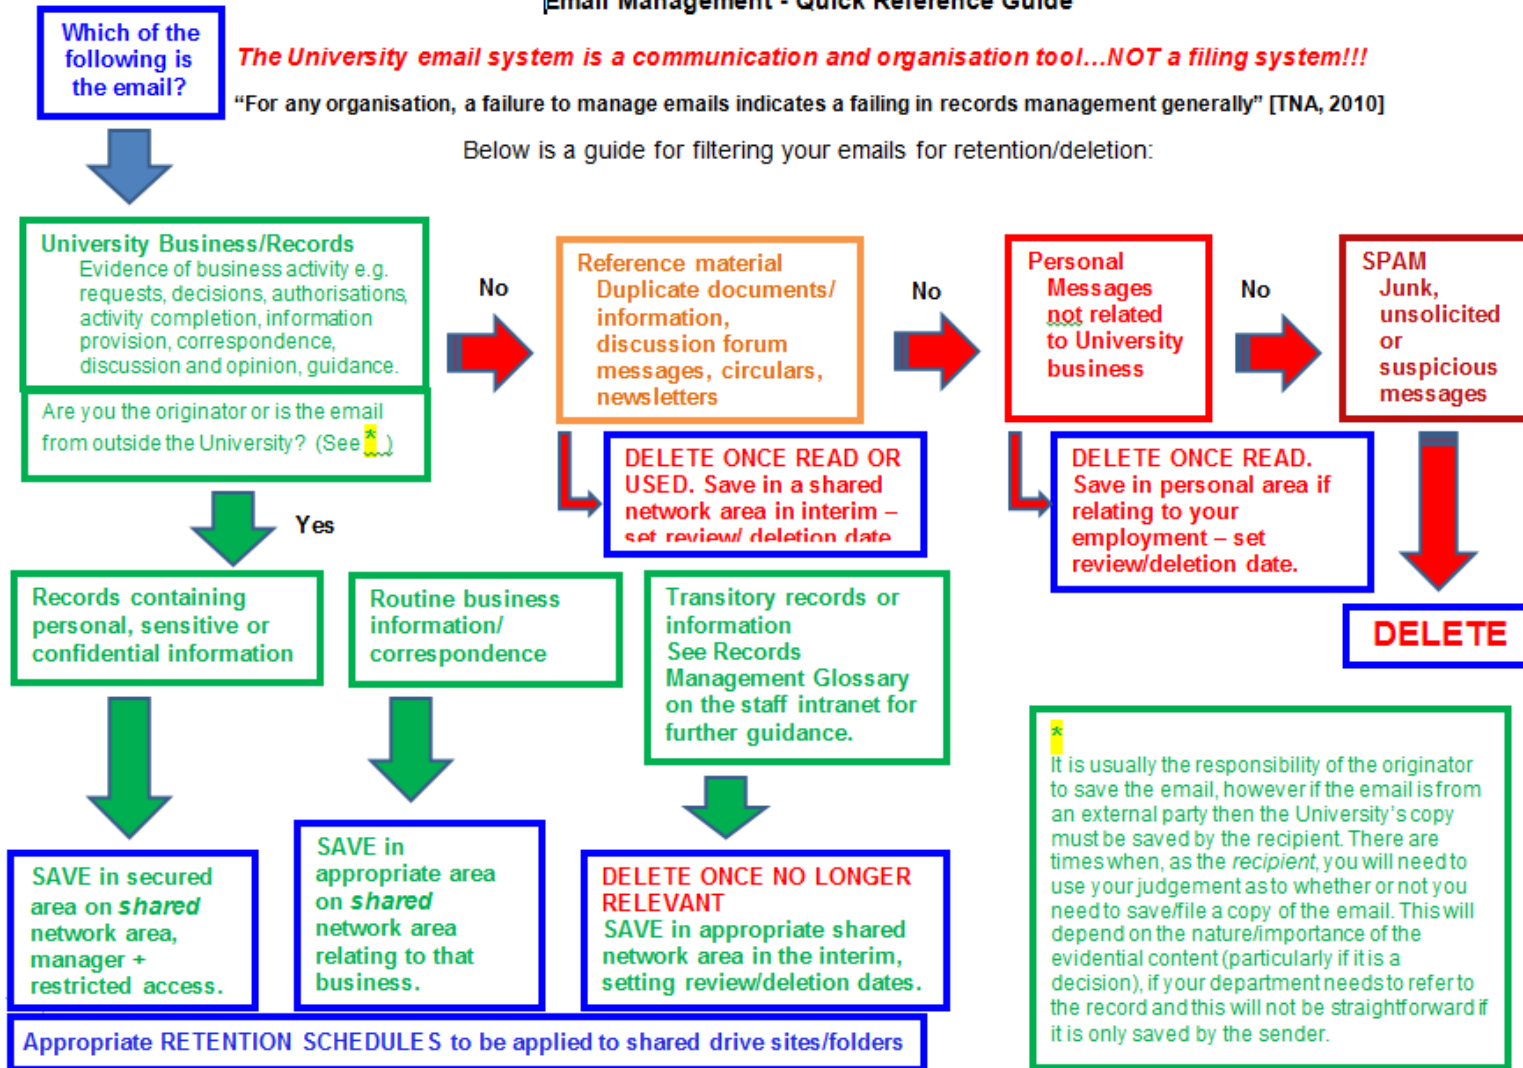 Email Management - Quick Reference Guide
Which of the
following is
the email?
The University email system is a communication and organisation tool...NOT a filing system!!!
“For any organisation, a failure to manage emails indicates a failing in records management generally” [TNA, 2010]
Below is a guide for filtering your emails for retention/deletion:
University Business/Records
Evidence of business activity e.g.
requests, decisions, authorisations,
activity completion, information
provision, correspondence,
discussion and opinion, guidance.
Are you the originator or is the email
from outside the University? (See * )
No
Reference material
Duplicate documents/
information,
discussion forum
messages, circulars,
newsletters
No
Personal
Messages
not related
to University
business
No
SPAM
Junk,
unsolicited
or
suspicious
messages
DELETE ONCE READ OR
USED. Save in a shared
network area in interim –
set review/ deletion date
DELETE ONCE READ.
Save in personal area if
relating to your
employment – set
review/deletion date.
DELETE
Yes
Records containing
personal, sensitive or
confidential information
Routine business
information/
correspondence
Transitory records or
information
See Records
Management Glossary
on the staff intranet for
further guidance.
SAVE in secured
area on shared
network area,
manager +
restricted access.
SAVE in
appropriate area
on shared
network area
relating to that
business.
DELETE ONCE NO LONGER
RELEVANT
SAVE in appropriate shared
network area in the interim,
setting review/deletion dates.
Appropriate RETENTION SCHEDULES to be applied to shared drive sites/folders
*
It is usually the responsibility of the originator
to save the email, however if the email is from
an external party then the University’s copy
must be saved by the recipient. There are
times when, as the recipient, you will need to
use your judgement as to whether or not you
need to save/file a copy of the email. This will
depend on the nature/importance of the
evidential content (particularly if it is a
decision), if your department needs to refer to
the record and this will not be straightforward if
it is only saved by the sender.